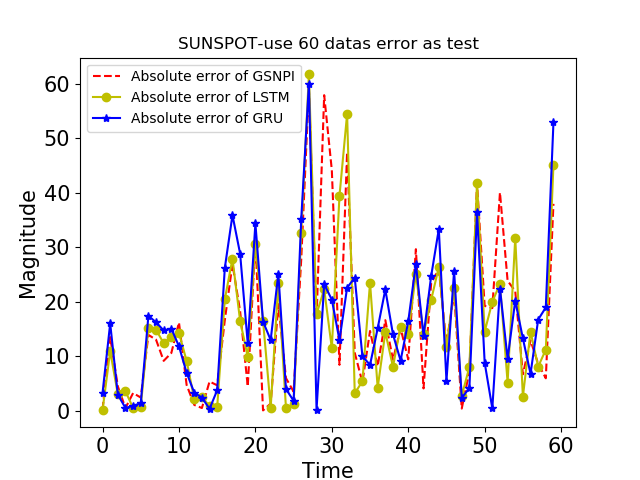 SUNSPOT-use 60 datas error as test
Absolute error of GSNPI
Absolute error of LSTM
Absolute error of GRU
60
50
40
30
20
10
0
Magnitude
0 10 20 30 40 50 60
Time